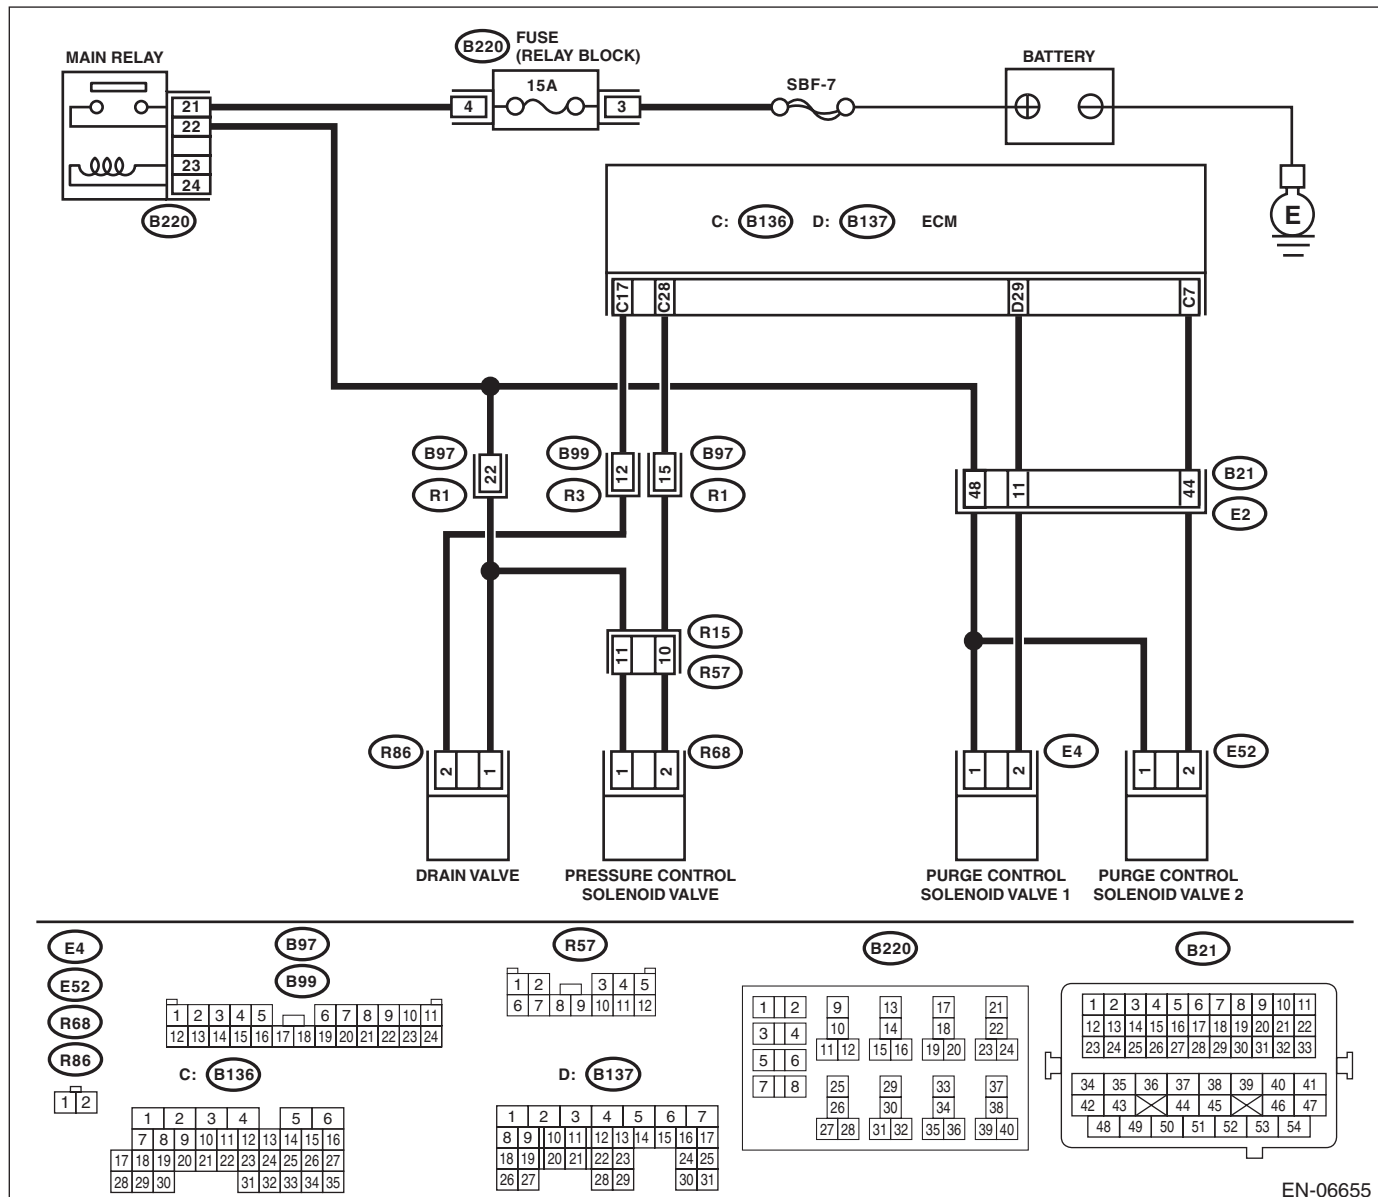 B220 FUSE
(RELAY BLOCK)
MAIN RELAY
BATTERY
15A
SBF-7
21 4 3
22
23
24
B220
E
C: B136 D: B137 ECM
C17 C28 D29 C7
B97 B99 B97 B21
22 12 15 48 11 44
R1 R3 R1 E2
R15
11 10
R57
R86 R68 E4 E52
2 1 1 2 1 2 1 2
DRAIN VALVE
PRESSURE CONTROL
SOLENOID VALVE
PURGE CONTROL
SOLENOID VALVE 1
PURGE CONTROL
SOLENOID VALVE 2
E4
E52
R68
R86
1 2
B97
B99
1 2 3 4 5 6 7 8 9 10 11
12 13 14 15 16 17 18 19 20 21 22 23 24
R57
1 2 3 4 5
6 7 8 9 10 11 12
C: B136
1 2 3 4 5 6
7 8 9 10 11 12 13 14 15 16
17 18 19 20 21 22 23 24 25 26 27
28 29 30 31 32 33 34 35
D: B137
1 2 3 4 5 6 7
8 9 10 11 12 13 14 15 16 17
18 19 20 21 22 23 24 25
26 27 28 29 30 31
B220
1 2 9 13 17 21
3 4 10 14 18 22
5 6 11 12 15 16 19 20 23 24
7 8 25 29 33 37
26 30 34 38
27 28 31 32 35 36 39 40
B21
1 2 3 4 5 6 7 8 9 10 11
12 13 14 15 16 17 18 19 20 21 22
23 24 25 26 27 28 29 30 31 32 33
34 35 36 37 38 39 40 41
42 43 44 45 46 47
48 49 50 51 52 53 54
EN-06655